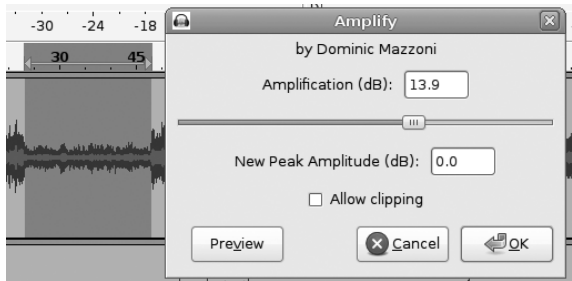 -30 -24 -18
30 45
Amplify
by Dominic Mazzoni
Amplification (dB): 13.9
New Peak Amplitude (dB): 0.0
Allow clipping
Preview Cancel OK